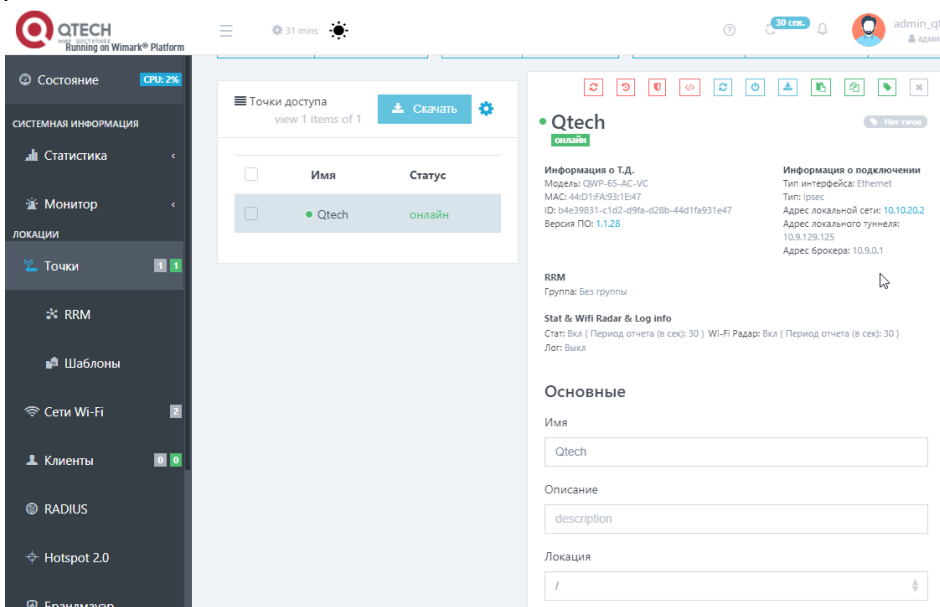 QTECH
МИР ДОСТУПНЕЕ
Running on Wimark® Platform
31 mins
30 сек.
admin_qt
Состояние
CPU: 2%
СИСТЕМНАЯ ИНФОРМАЦИЯ
Статистика
Монитор
ЛОКАЦИИ
Точки
1 1
RRM
Шаблоны
Сети Wi-Fi
2
Клиенты
0 0
RADIUS
Hotspot 2.0
Брандмауэр
Точки доступа
view 1 items of 1
Скачать
Имя Статус
Qtech онлайн
Qtech
онлайн
Нет тэгов
Информация о Т.Д.
Модель: QWP-65-AC-VC
MAC: 44:D1:FA:93:1E:47
ID: b4e39831-c1d2-d9fa-d28b-44d1fa931e47
Версия ПО: 1.1.28
Информация о подключении
Тип интерфейса: Ethernet
Тип: ipsec
Адрес локальной сети: 10.10.20.2
Адрес локального туннеля:
10.9.129.125
Адрес брокера: 10.9.0.1
RRM
Группа: Без группы
Stat & Wifi Radar & Log info
Стат: Вкл ( Период отчета (в сек): 30 ) Wi-Fi Радар: Вкл ( Период отчета (в сек): 30 )
Лог: Выкл
Основные
Имя
Qtech
Описание
description
Локация
/